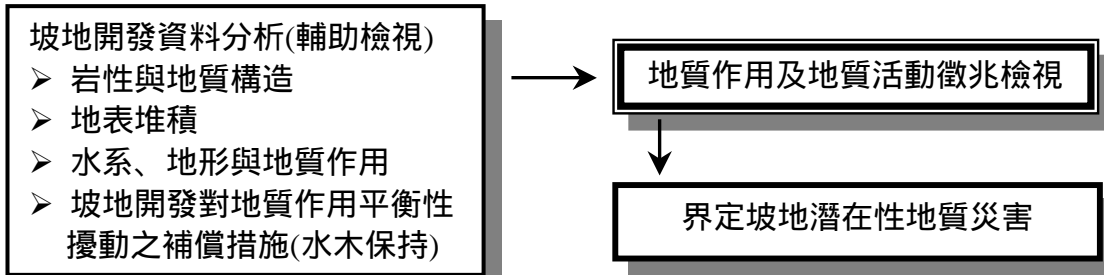 坡地開發資料分析(輔助檢視)
➢ 岩性與地質構造
➢ 地表堆積
➢ 水系、地形與地質作用
➢ 坡地開發對地質作用平衡性
擾動之補償措施(水木保持)
地質作用及地質活動徵兆檢視
界定坡地潛在性地質災害